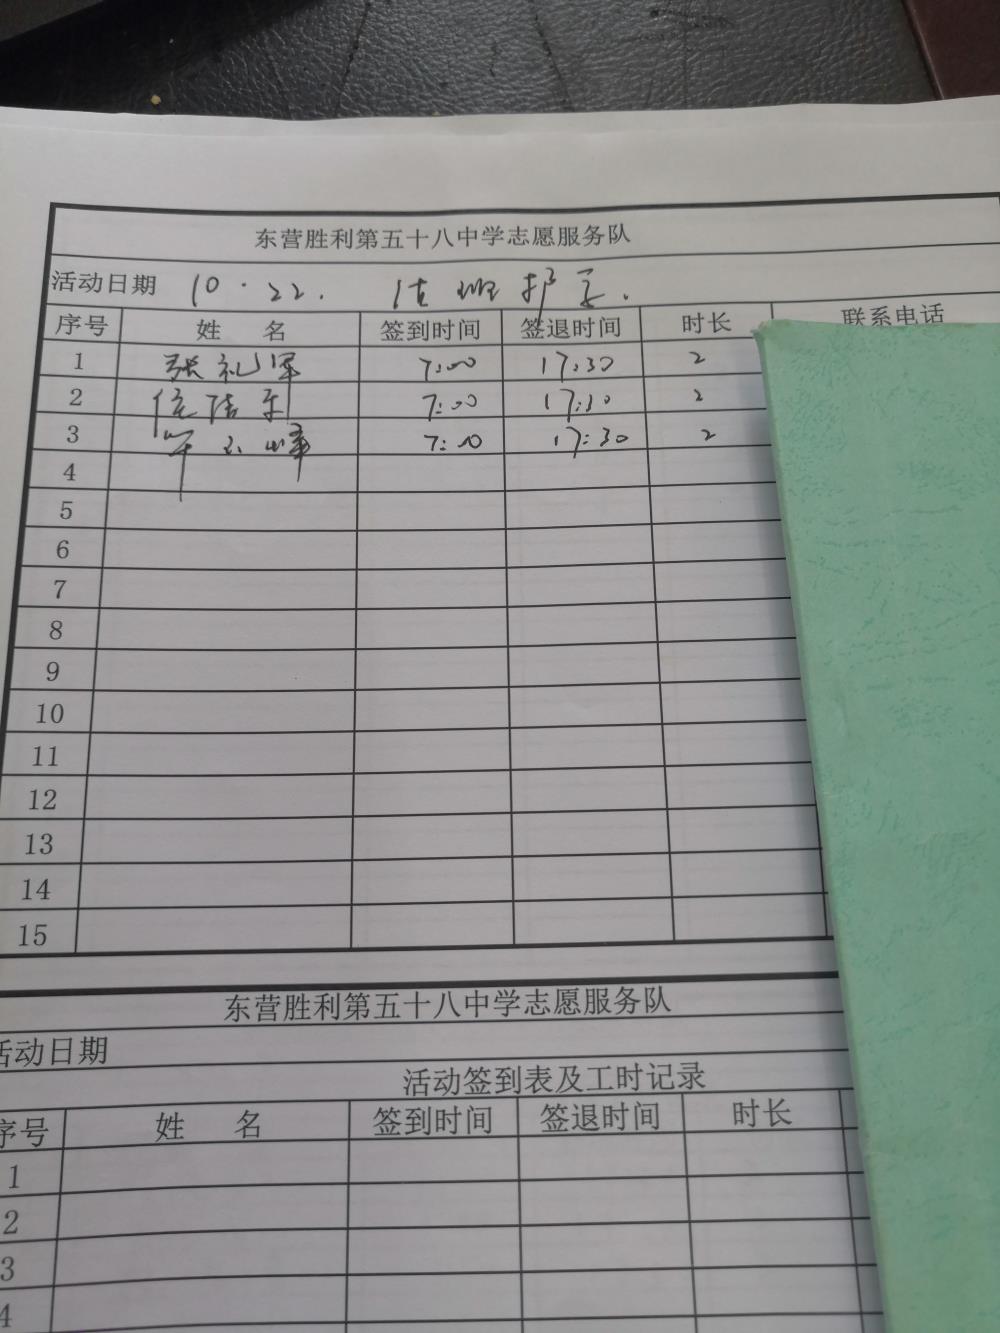 东营胜利第五十八中学志愿服务队
活动日期 10.22. 护学.
序号 姓 名 签到时间 签退时间 时长 联系电话
1 张礼军 7:00 17:30 2
2 7:00 17:30 2
3 7:00 17:30 2
4
5
6
7
8
9
10
11
12
13
14
15
东营胜利第五十八中学志愿服务队
活动日期
活动签到表及工时记录
序号 姓 名 签到时间 签退时间 时长
1
2
3
4